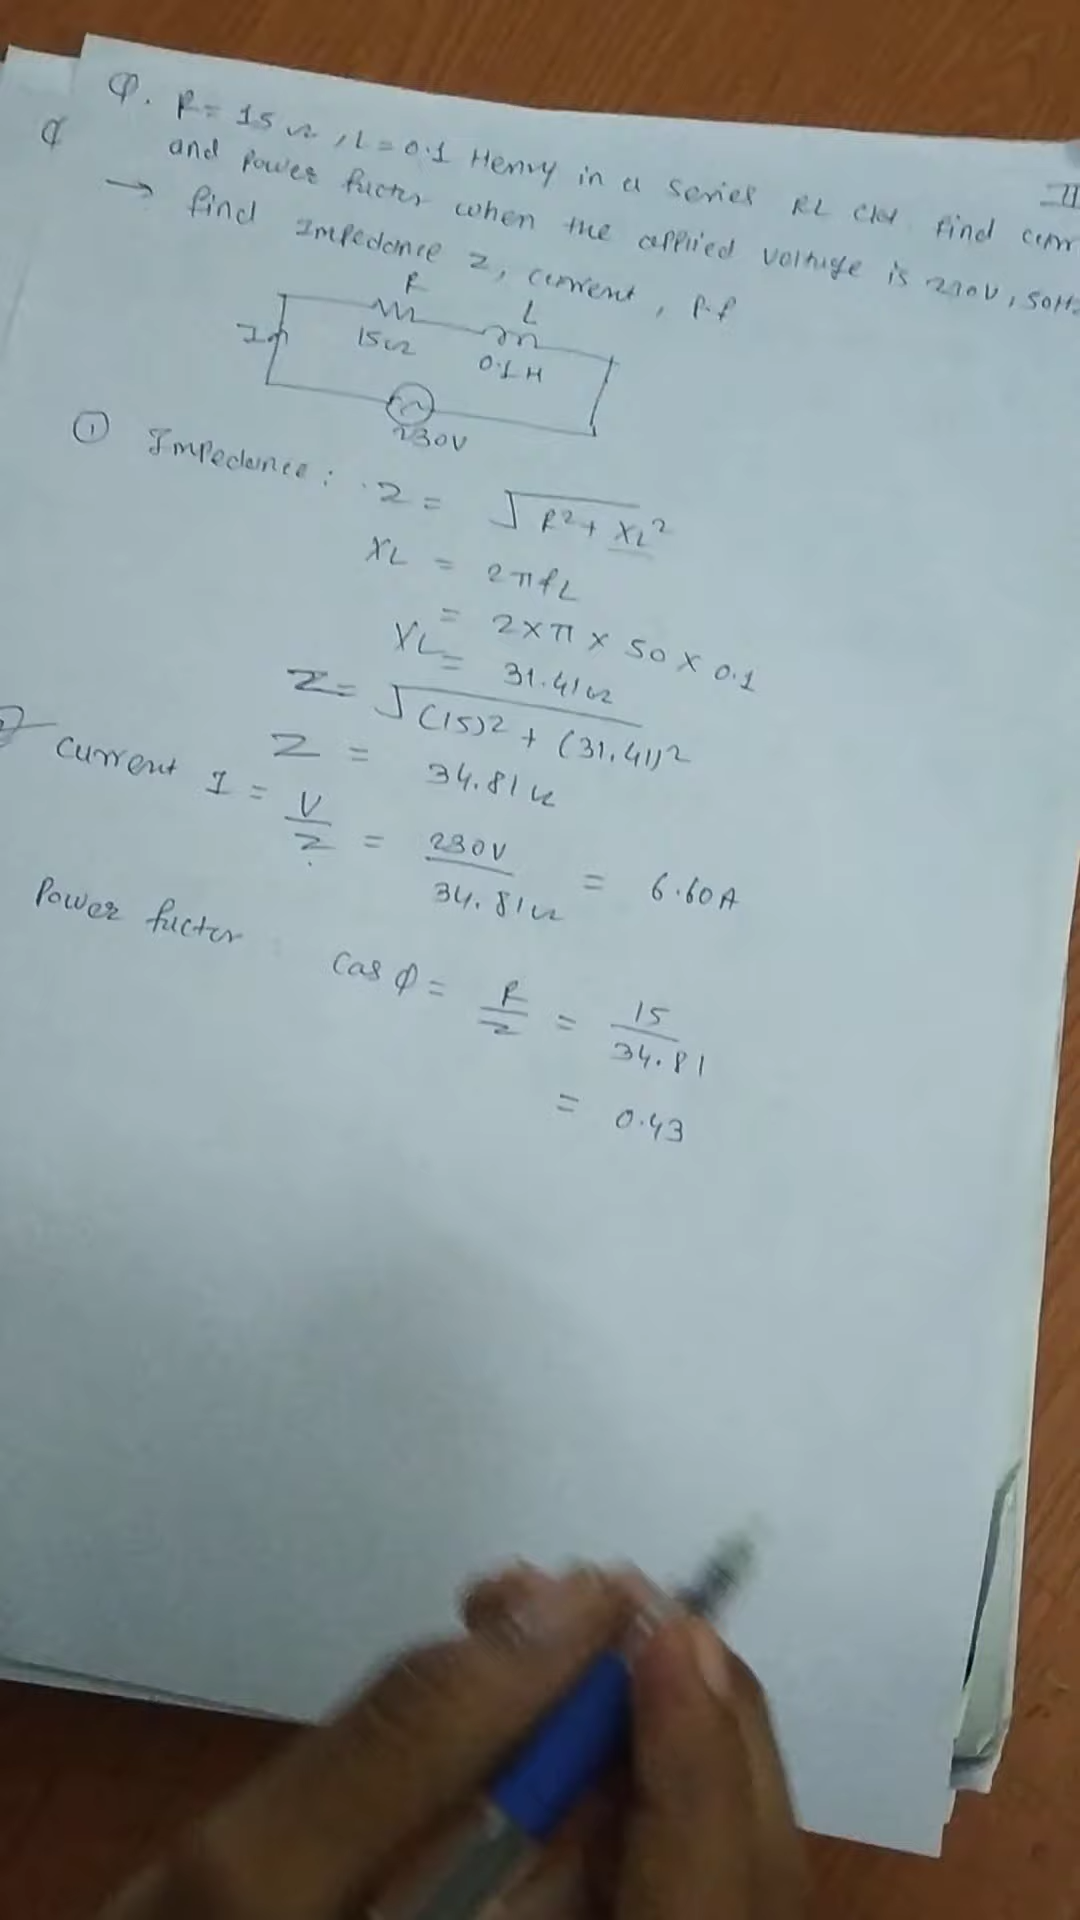 Q. R= 15Ω, L=0.1 Henry in a series RL ckt. Find curr
and Power factor when the applied voltage is 230V, 50Hz
→ find Impedance Z, current, P.f
R
L
I
15Ω
0.1H
230V
① Impedance: Z = √R²+XL²
XL = 2πfL
= 2×π×50×0.1
XL = 31.41Ω
Z= √(15)²+(31.41)²
Z = 34.81Ω
Current I = V/Z = 230V/34.81Ω = 6.60A
Power factor cos φ= R/Z = 15/34.81
= 0.43